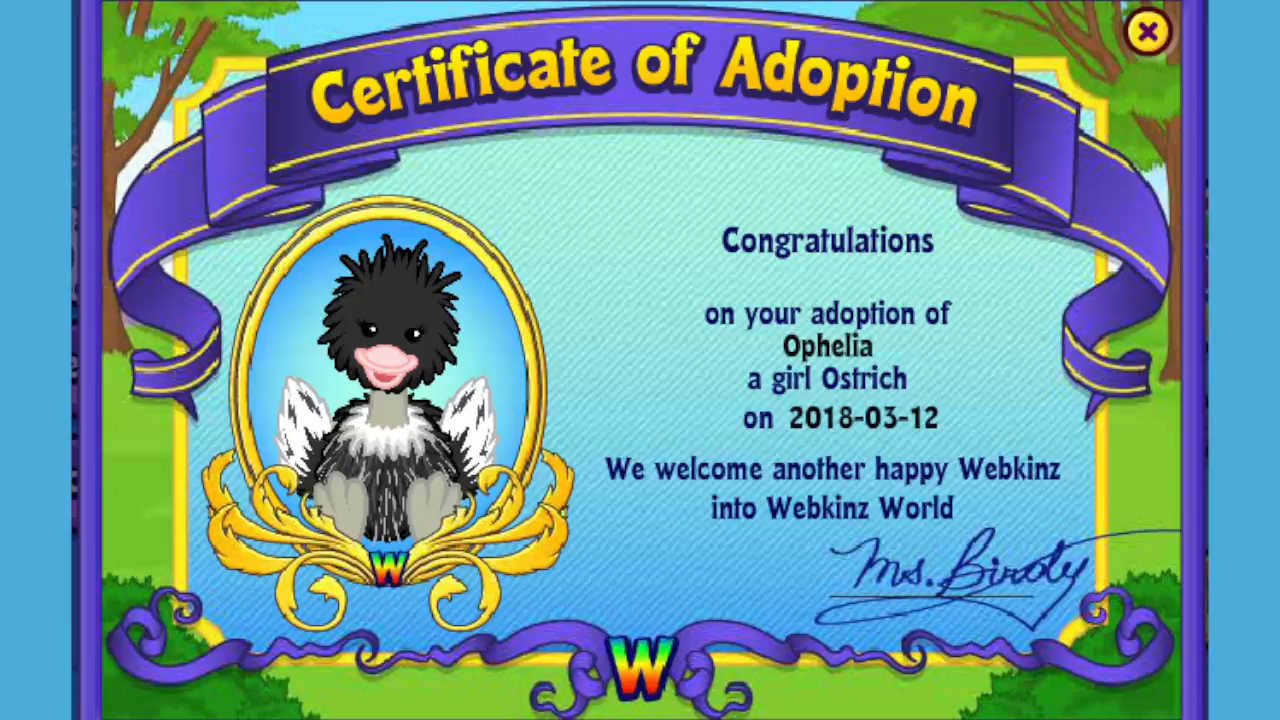 Certificate of Adoption
Congratulations
on your adoption of
Ophelia
a girl Ostrich
on 2018-03-12
We welcome another happy Webkinz
into Webkinz World
Ms. Birdy
W
W